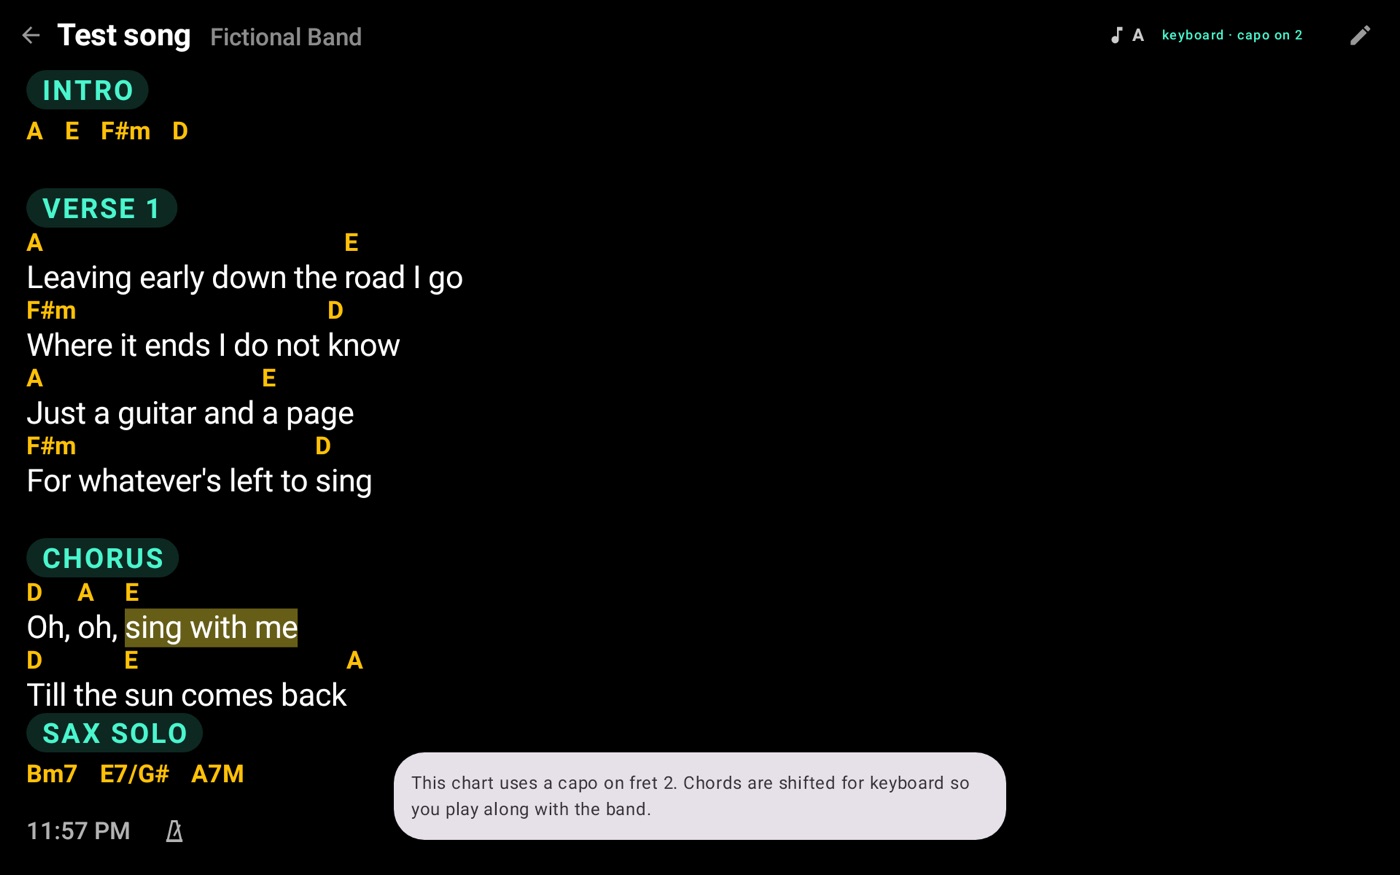 Test song Fictional Band A keyboard · capo on 2
INTRO
A E F#m D
VERSE 1
A E
Leaving early down the road I go
F#m D
Where it ends I do not know
A E
Just a guitar and a page
F#m D
For whatever's left to sing
CHORUS
D A E
Oh, oh, sing with me
D E A
Till the sun comes back
SAX SOLO
Bm7 E7/G# A7M
This chart uses a capo on fret 2. Chords are shifted for keyboard so
you play along with the band.
11:57 PM